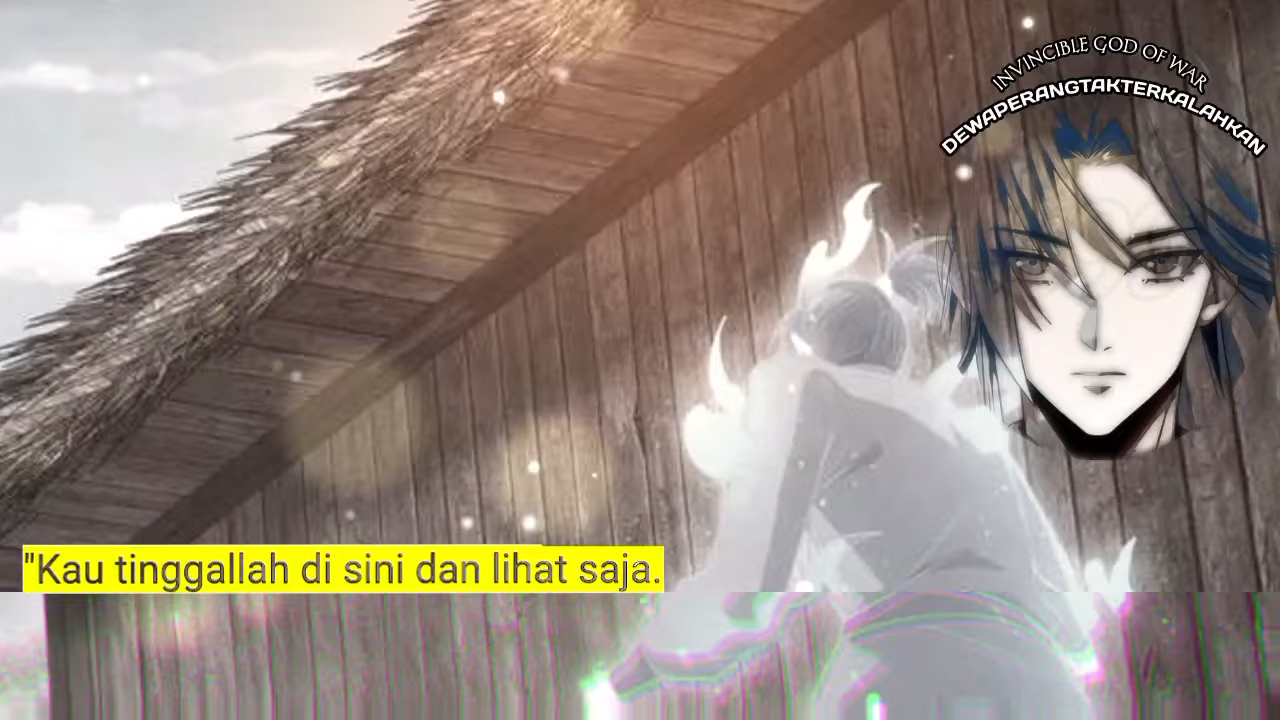 INVINCIBLE GOD OF WAR
DEWAPERANGTAKTERKALAHKAN
"Kau tinggallah di sini dan lihat saja.